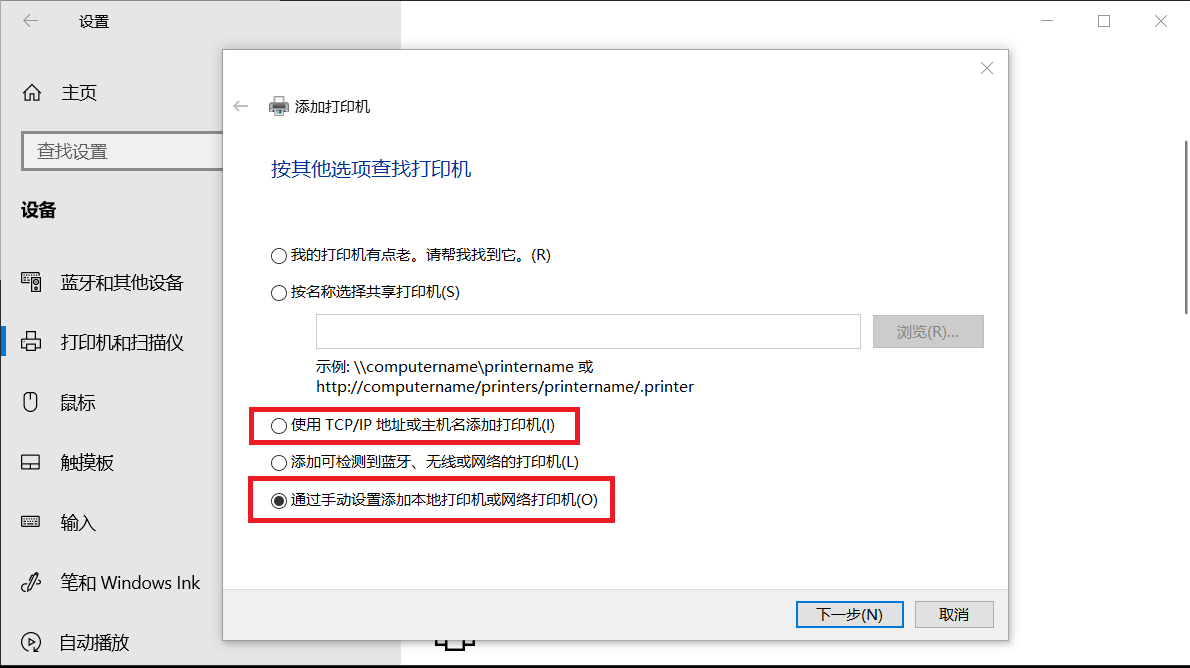 设置
主页
查找设置
设备
蓝牙和其他设备
打印机和扫描仪
鼠标
触摸板
输入
笔和 Windows Ink
自动播放
添加打印机
按其他选项查找打印机
我的打印机有点老。请帮我找到它。(R)
按名称选择共享打印机(S)
浏览(R)...
示例: \\computername\printername 或
http://computername/printers/printername/.printer
使用 TCP/IP 地址或主机名添加打印机(I)
添加可检测到蓝牙、无线或网络的打印机(L)
通过手动设置添加本地打印机或网络打印机(O)
下一步(N)
取消